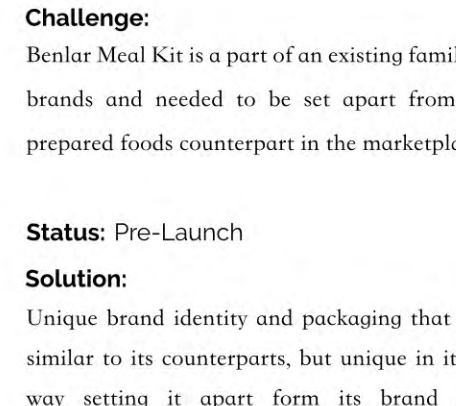 Challenge:
Benlar Meal Kit is a part of an existing famil
brands and needed to be set apart from
prepared foods counterpart in the marketpla
Status: Pre-Launch
Solution:
Unique brand identity and packaging that
similar to its counterparts, but unique in it
way setting it apart form its brand